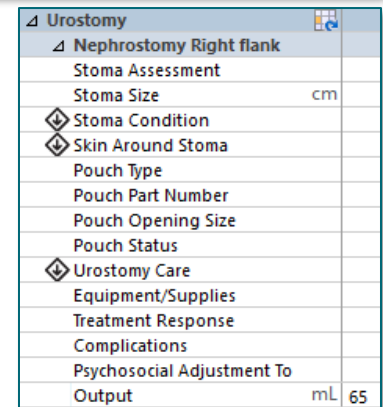 Urostomy
Nephrostomy Right flank
Stoma Assessment
Stoma Size cm
Stoma Condition
Skin Around Stoma
Pouch Type
Pouch Part Number
Pouch Opening Size
Pouch Status
Urostomy Care
Equipment/Supplies
Treatment Response
Complications
Psychosocial Adjustment To
Output mL 65